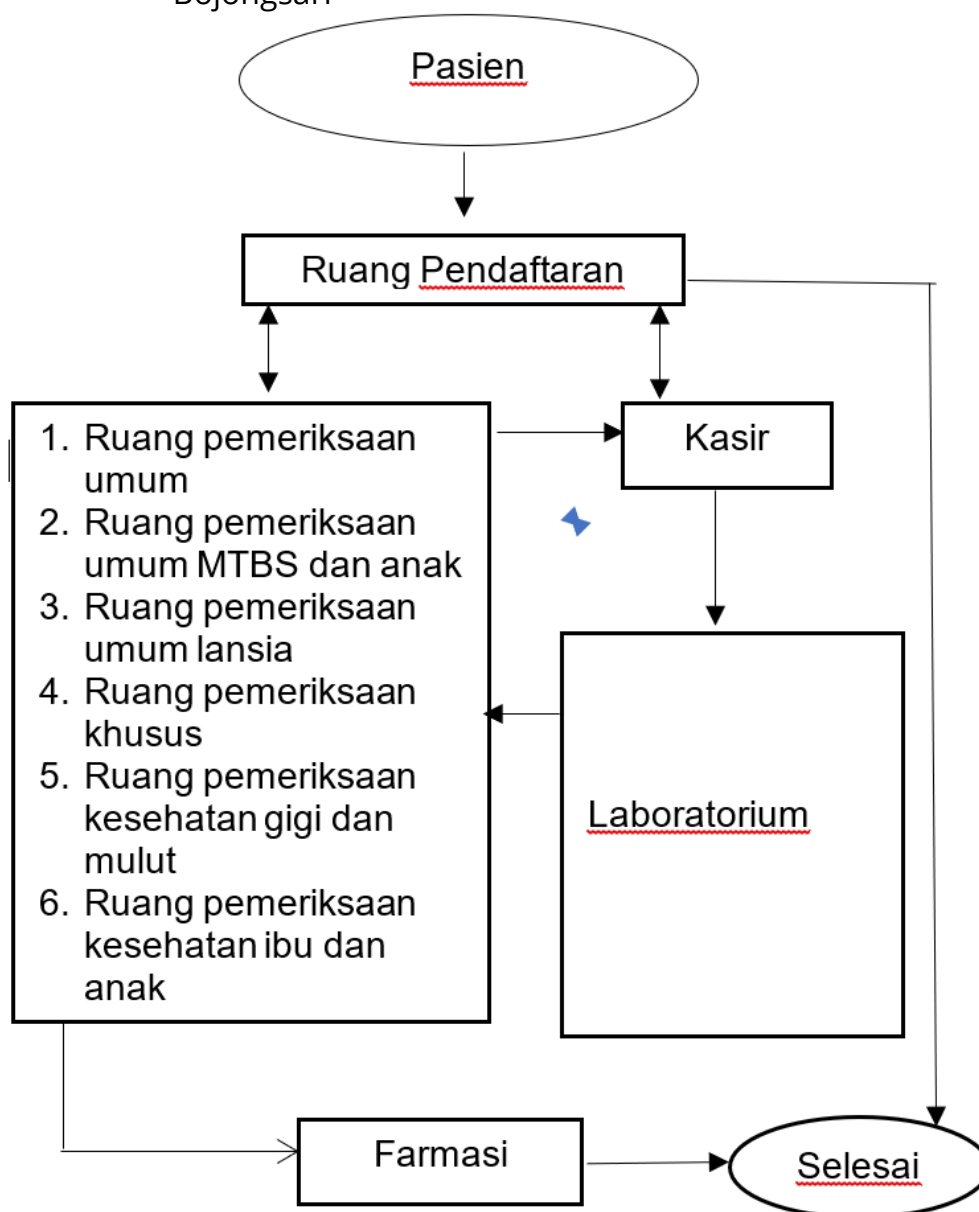 Bojongsari
Pasien
Ruang Pendaftaran
1. Ruang pemeriksaan
umum
2. Ruang pemeriksaan
umum MTBS dan anak
3. Ruang pemeriksaan
umum lansia
4. Ruang pemeriksaan
khusus
5. Ruang pemeriksaan
kesehatan gigi dan
mulut
6. Ruang pemeriksaan
kesehatan ibu dan
anak
Kasir
Laboratorium
Farmasi
Selesai